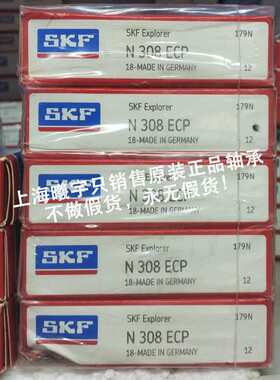 SKF
SKF Explorer
179N
N 308 ECP
18-MADE IN GERMANY
12
SKF
SKF Explorer
179N
N 308 ECP
18-MADE IN GERMANY
12
SKF
SKF Explorer
179N
上海曦宇只销售原装正品轴承
不做假货,永无假货!
18-MADE IN GERMANY
12
SKF
SKF Explorer
179N
N 308 ECP
18-MADE IN GERMANY
12
SKF
SKF Explorer
179N
N 308 ECP
18-MADE IN GERMANY
12